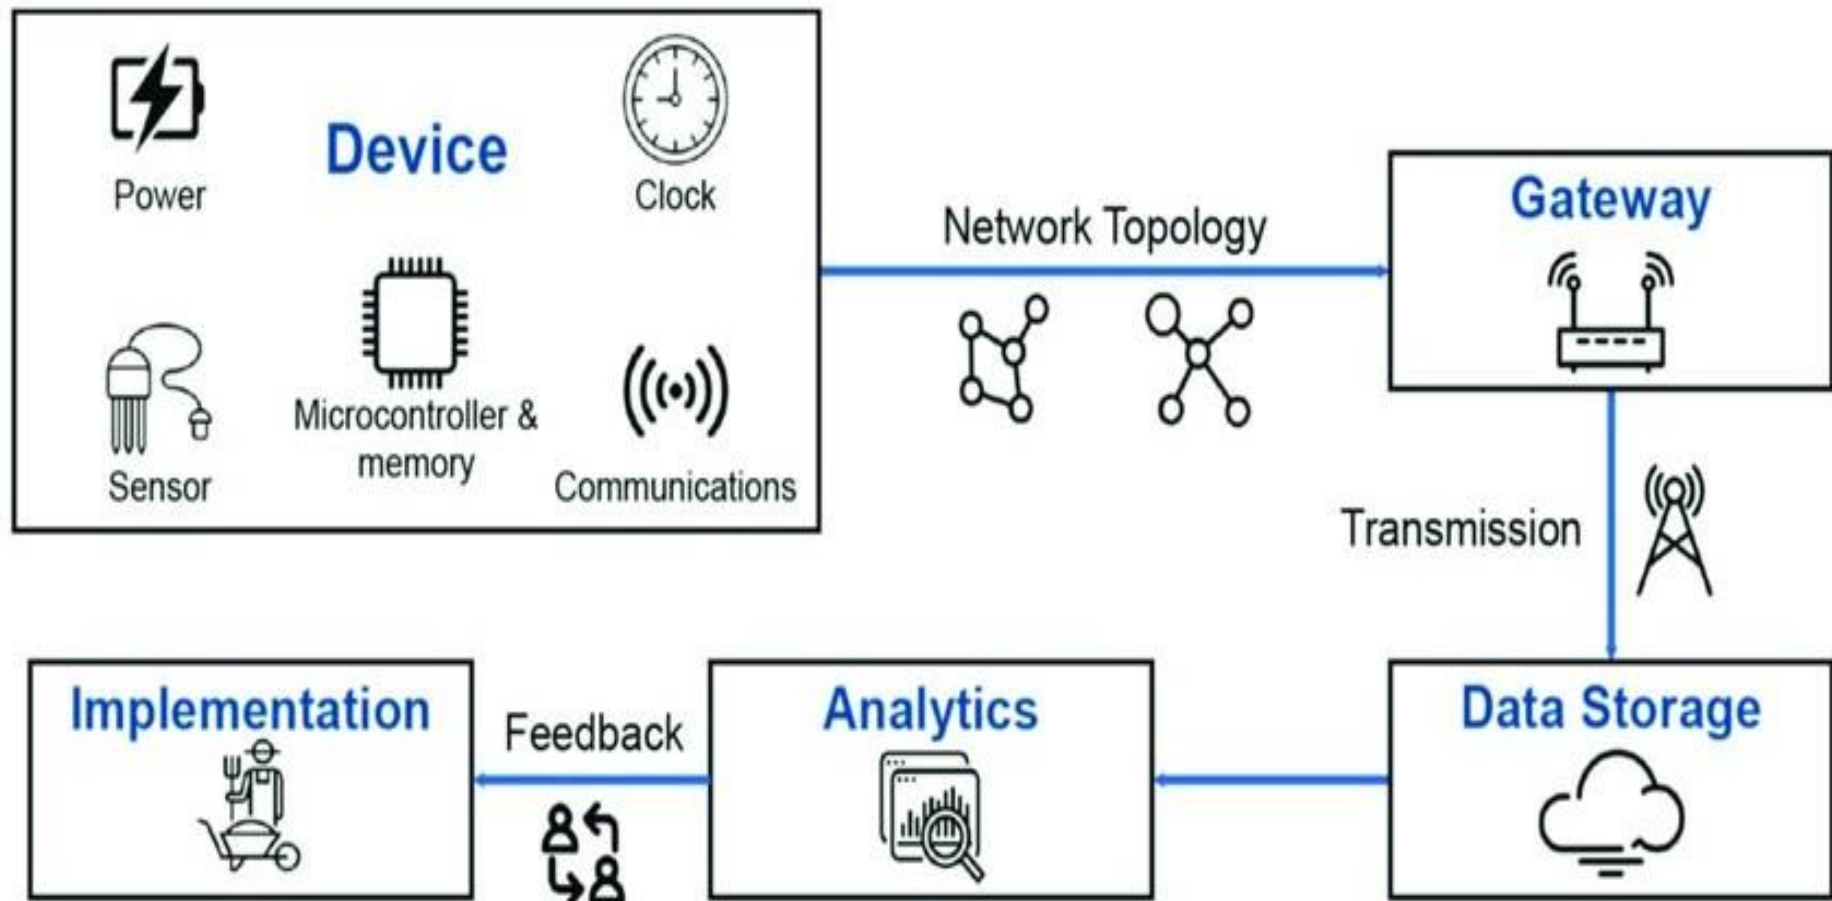 Device
Power
Clock
Sensor
Microcontroller &
memory
Communications
Network Topology
Gateway
Transmission
Implementation
Feedback
Analytics
Data Storage